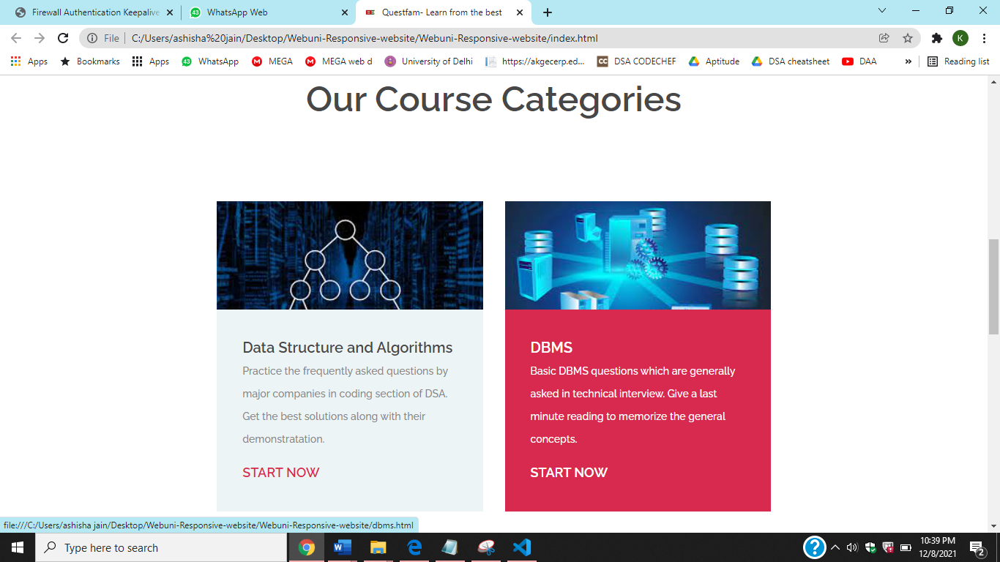 Firewall Authentication Keepalive
WhatsApp Web
Questfam- Learn from the best
File
C:/Users/ashisha%20jain/Desktop/Webuni-Responsive-website/Webuni-Responsive-website/index.html
K
Apps
Bookmarks
Apps
43
WhatsApp
MEGA
MEGA web d
University of Delhi
https://akgecerp.ed...
CC
DSA CODECHEF
Aptitude
DSA cheatsheet
DAA
»
Reading list
Our Course Categories
Data Structure and Algorithms
Practice the frequently asked questions by
major companies in coding section of DSA.
Get the best solutions along with their
demonstratation.
START NOW
DBMS
Basic DBMS questions which are generally
asked in technical interview. Give a last
minute reading to memorize the general
concepts.
START NOW
file:///C:/Users/ashisha jain/Desktop/Webuni-Responsive-website/Webuni-Responsive-website/dbms.html
Type here to search
10:39 PM
12/8/2021
2